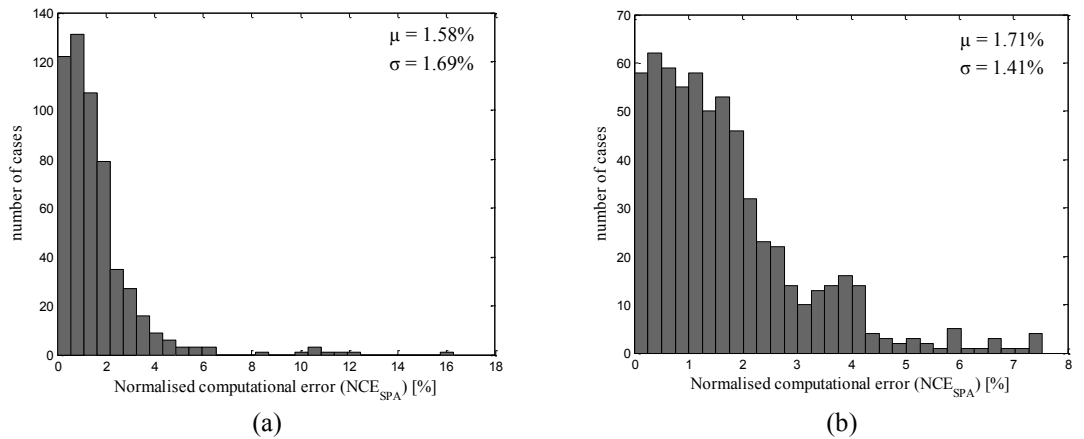 140
120
100
80
60
40
20
0
number of cases
μ = 1.58%
σ = 1.69%
0 2 4 6 8 10 12 14 16 18
Normalised computational error (NCE_SPA) [%]
(a)
70
60
50
40
30
20
10
0
number of cases
μ = 1.71%
σ = 1.41%
0 1 2 3 4 5 6 7 8
Normalised computational error (NCE_SPA) [%]
(b)